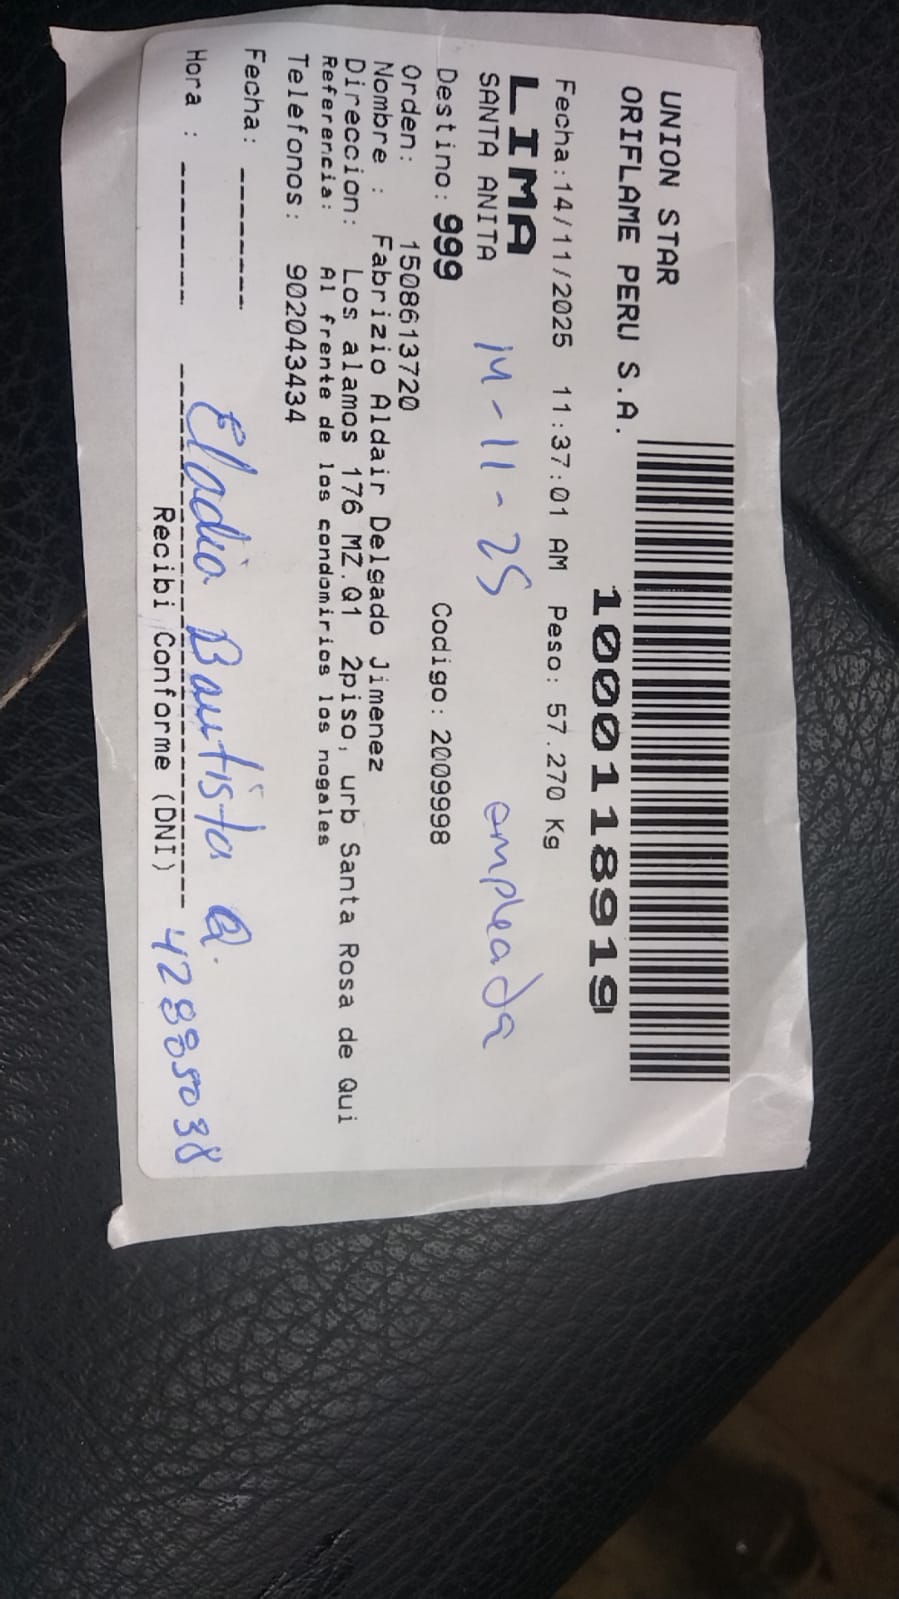 UNION STAR
ORIFLAME PERU S.A.
1000118919
Fecha:14/11/2025 11:37:01 AM Peso: 57.270 Kg
LIMA
SANTA ANITA
14-11-25 empleada
Destino: 999 Codigo: 2009998
Orden: 1508613720
Nombre : Fabrizio Aldair Delgado Jimenez
Direccion: Los alamos 176 MZ.Q1 2piso, urb Santa Rosa de Qui
Referencia: Al frente de los condomirios los nogales
Telefonos: 902043434
Fecha: -------
Hora : -------
Eladio Bautista Q.
42885038
Recibi Conforme (DNI)